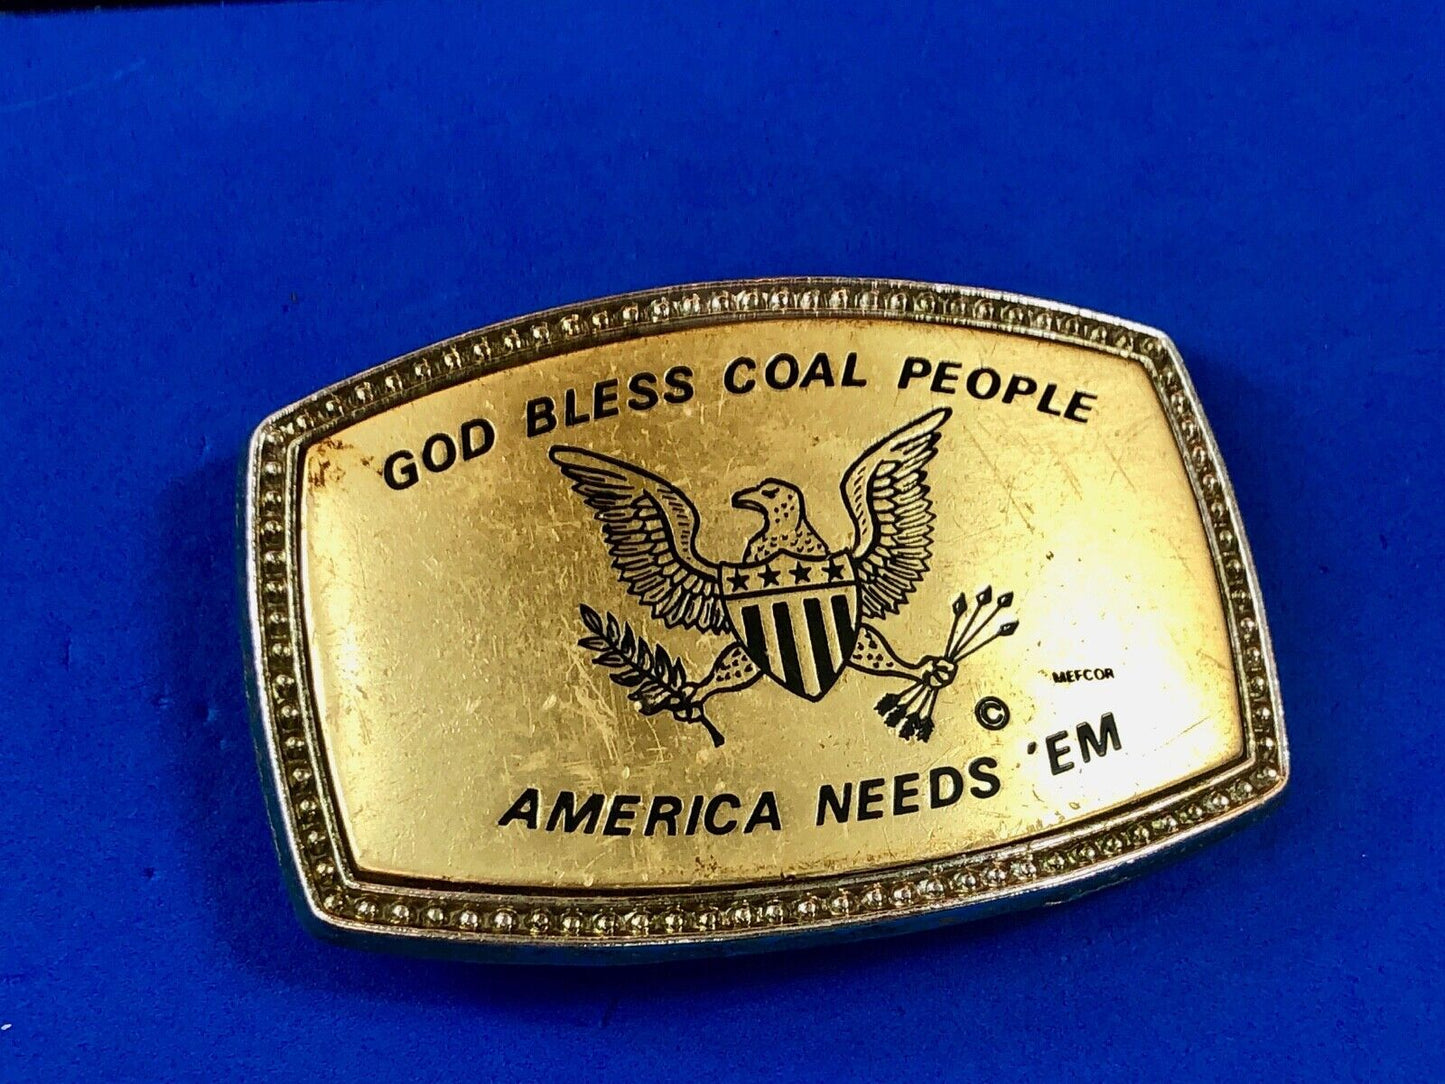 GOD BLESS COAL PEOPLE
©
MEFCOR
AMERICA NEEDS 'EM